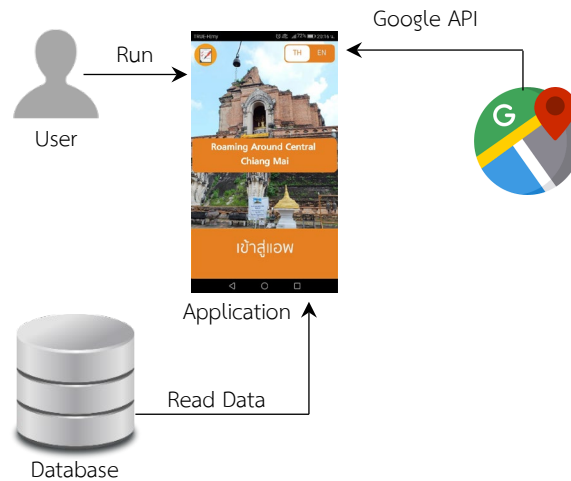 Google API
Run
TH EN
User
Roaming Around Central
Chiang Mai
เข้าสู่แอพ
Application
Read Data
Database